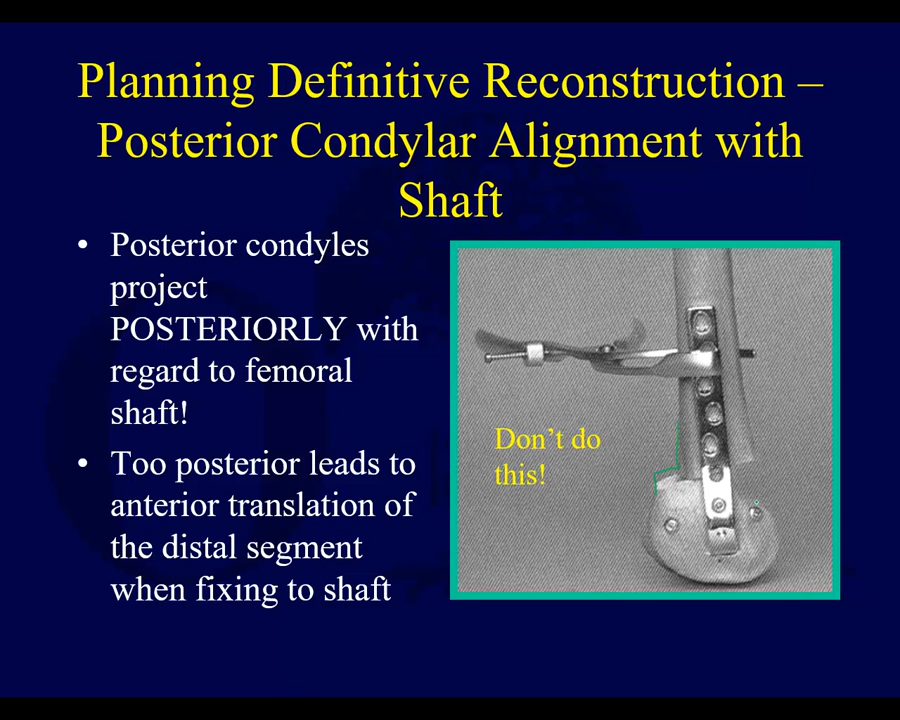 Planning Definitive Reconstruction –
Posterior Condylar Alignment with
Shaft
• Posterior condyles
project
POSTERIORLY with
regard to femoral
shaft!
• Too posterior leads to
anterior translation of
the distal segment
when fixing to shaft
Don't do
this!